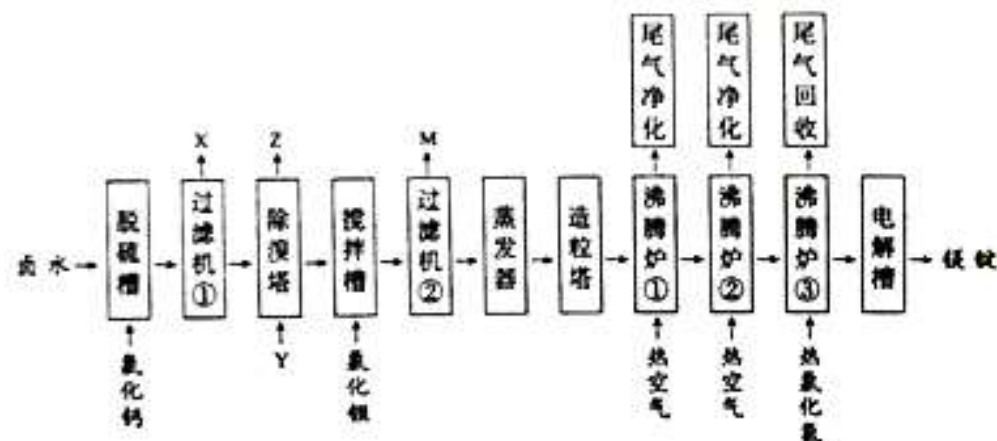 尾气净化
尾气净化
尾气回收
X
Z
M
卤水
脱硫槽
过滤机①
除溴塔
搅拌槽
过滤机②
蒸发器
造粒塔
沸腾炉①
沸腾炉②
沸腾炉③
电解槽
镁锭
氯化钙
Y
氯化钡
热空气
热空气
热氯化氢